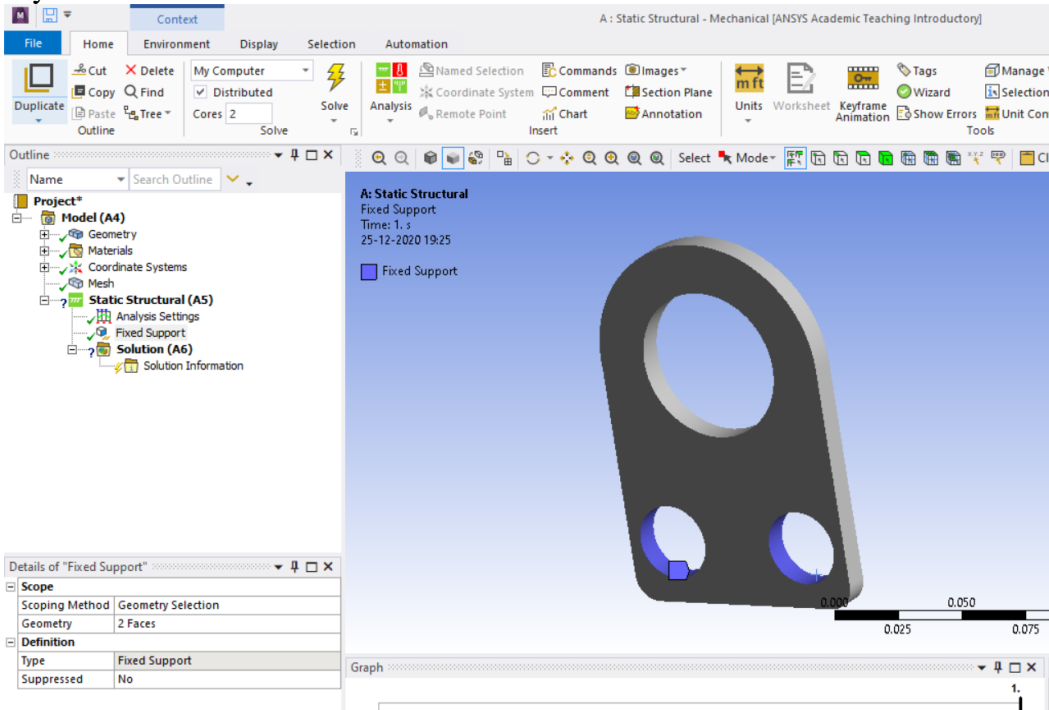 M
Context
A : Static Structural - Mechanical [ANSYS Academic Teaching Introductory]
File Home Environment Display Selection Automation
Duplicate
Cut
Copy
Paste
Delete
Find
Tree
Outline
My Computer
Distributed
Cores 2
Solve
Solve
Analysis
Named Selection
Coordinate System
Remote Point
Commands
Comment
Chart
Images
Section Plane
Annotation
Insert
m ft
Units
Worksheet
Keyframe
Animation
Tags
Wizard
Show Errors
Manage
Selection
Unit Con
Tools
Outline
Name Search Outline
Select Mode
Project*
Model (A4)
Geometry
Materials
Coordinate Systems
Mesh
Static Structural (A5)
Analysis Settings
Fixed Support
Solution (A6)
Solution Information
A: Static Structural
Fixed Support
Time: 1. s
25-12-2020 19:25
Fixed Support
0.000 0.050
0.025 0.075
Details of "Fixed Support"
Scope
Scoping Method Geometry Selection
Geometry 2 Faces
Definition
Type Fixed Support
Suppressed No
Graph
1.